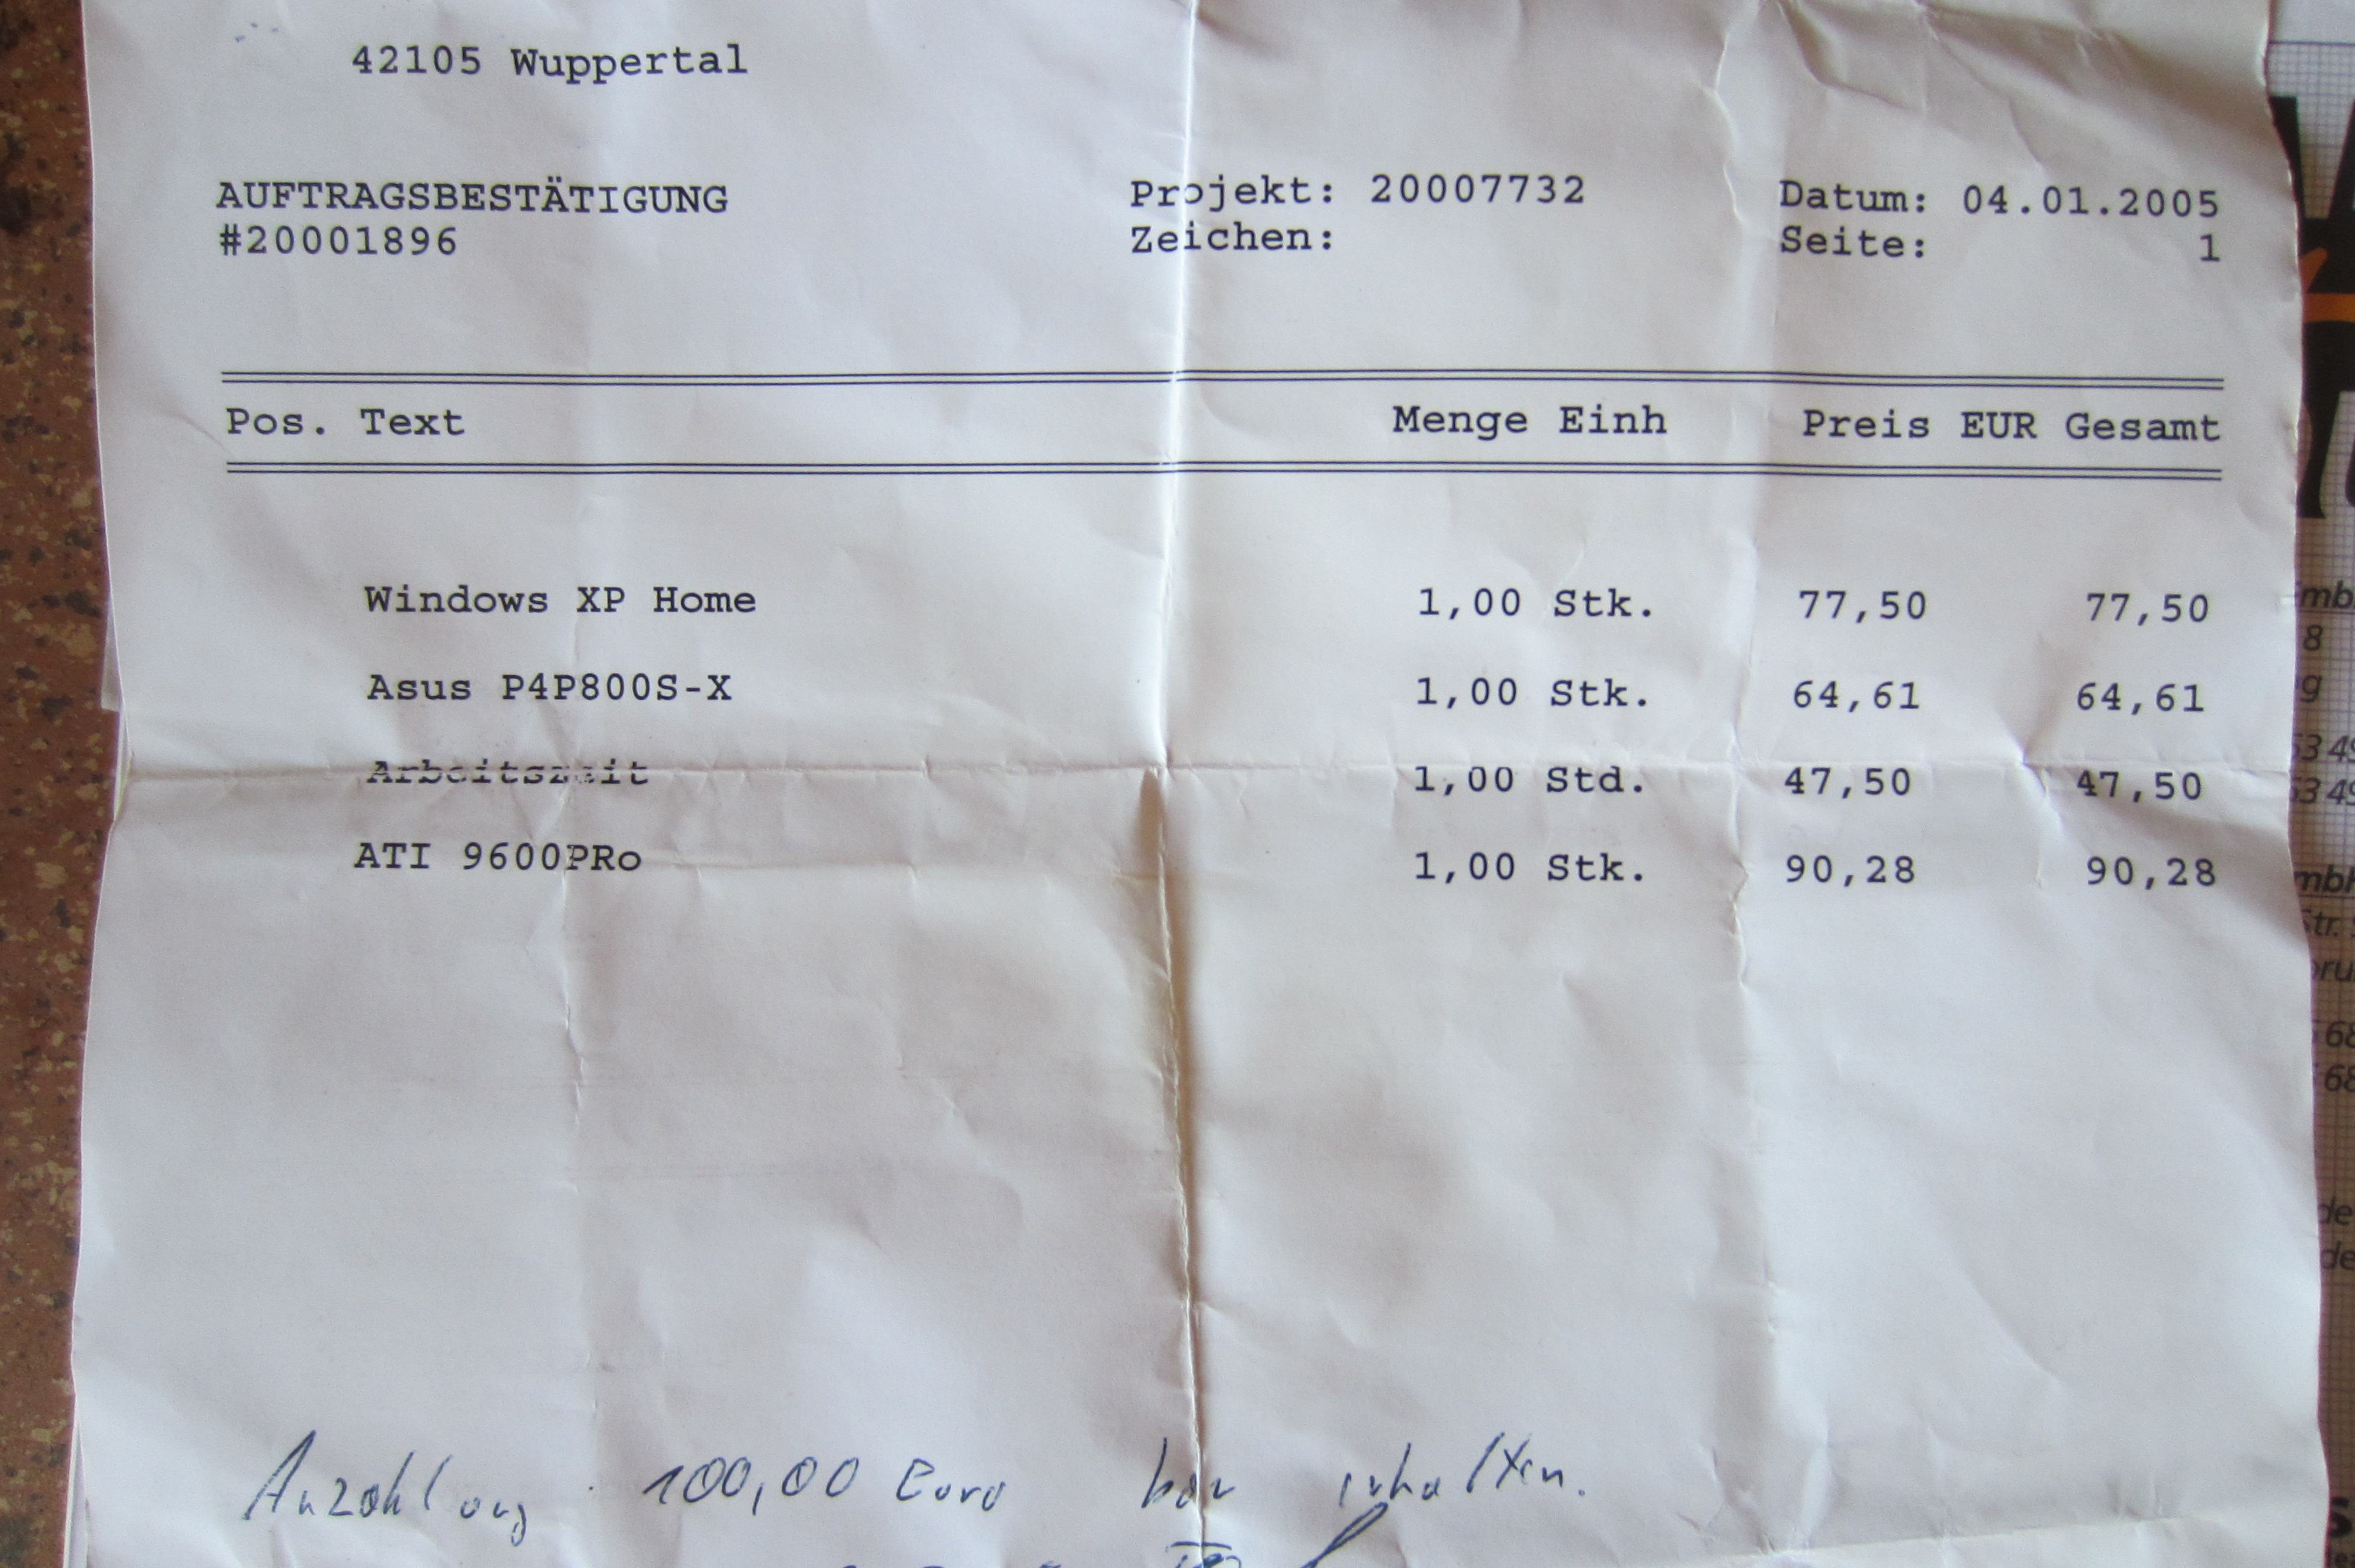 42105 Wuppertal
AUFTRAGSBESTÄTIGUNG Projekt: 20007732 Datum: 04.01.2005
#20001896 Zeichen: Seite: 1
Pos. Text Menge Einh Preis EUR Gesamt
Windows XP Home 1,00 Stk. 77,50 77,50
Asus P4P800S-X 1,00 Stk. 64,61 64,61
Arbeitszeit 1,00 Std. 47,50 47,50
ATI 9600PRo 1,00 Stk. 90,28 90,28
Anzahlung 100,00 Euro bar erhalten.